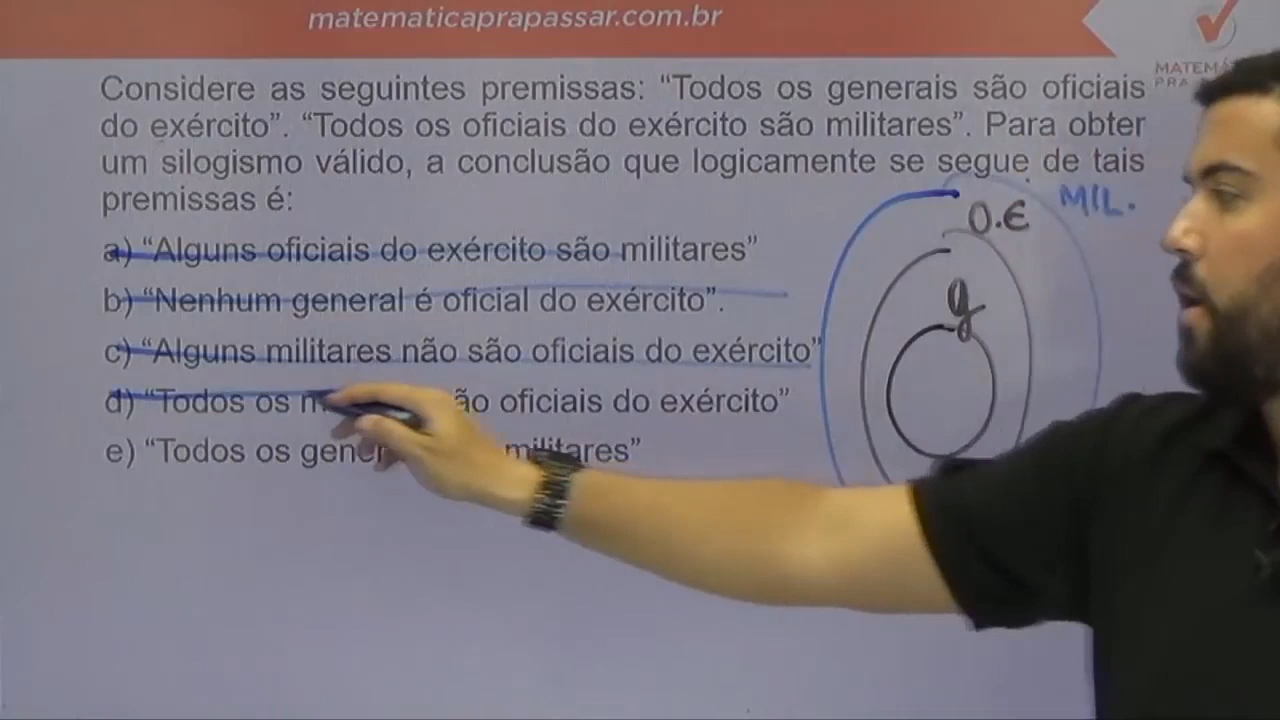 matematicaprapassar.com.br
MATEMÁ
PRA
Considere as seguintes premissas: “Todos os generais são oficiais
do exército”. “Todos os oficiais do exército são militares”. Para obter
um silogismo válido, a conclusão que logicamente se segue de tais
premissas é:
MIL.
O.E
a) “Alguns oficiais do exército são militares”
b) “Nenhum general é oficial do exército”.
g
c) “Alguns militares não são oficiais do exército”
d) “Todos os oficiais do exército”
e) “Todos os militares”